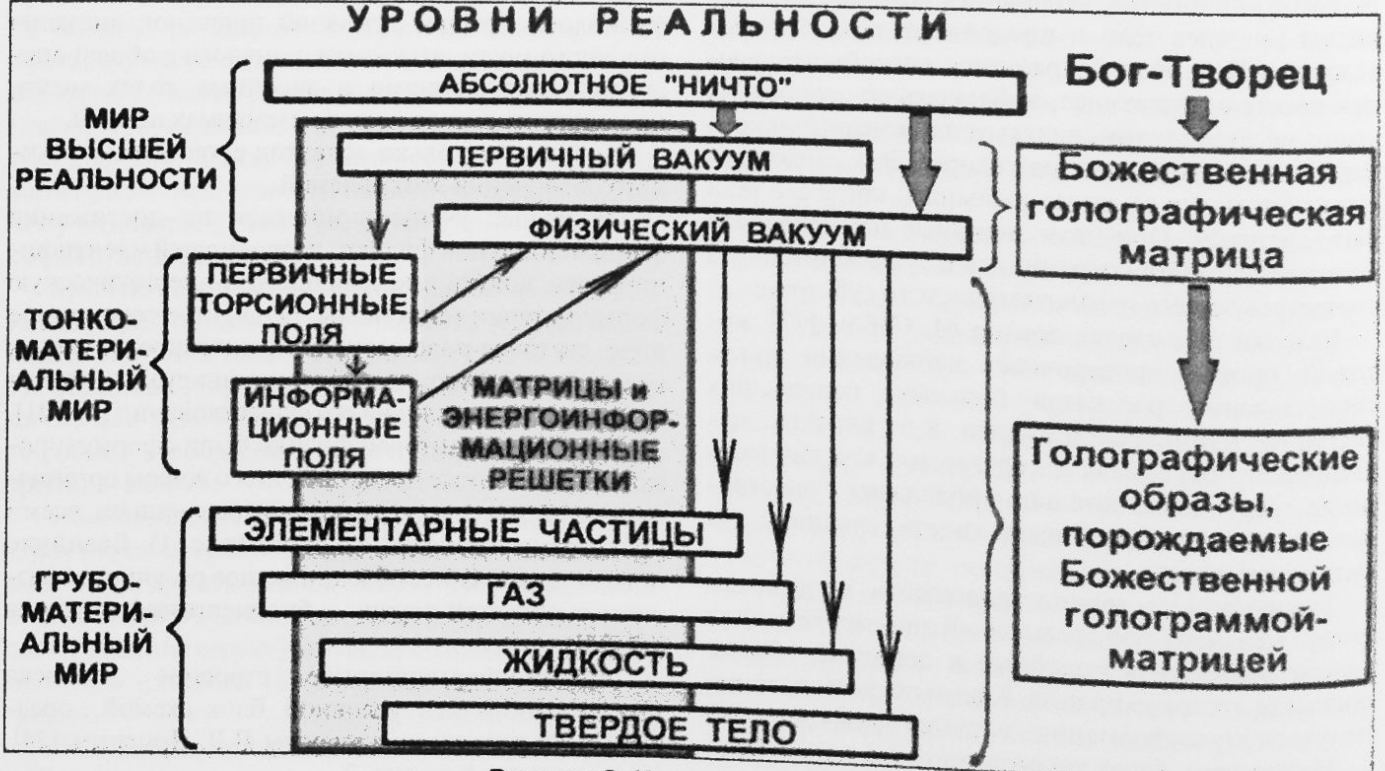 УРОВНИ РЕАЛЬНОСТИ
АБСОЛЮТНОЕ "НИЧТО"
МИР
ВЫСШЕЙ
РЕАЛЬНОСТИ
ПЕРВИЧНЫЙ ВАКУУМ
ФИЗИЧЕСКИЙ ВАКУУМ
ТОНКО-
МАТЕРИ-
АЛЬНЫЙ
МИР
ПЕРВИЧНЫЕ
ТОРСИОННЫЕ
ПОЛЯ
ИНФОРМА-
ЦИОННЫЕ
ПОЛЯ
МАТРИЦЫ и
ЭНЕРГОИНФОР-
МАЦИОННЫЕ
РЕШЕТКИ
ГРУБО-
МАТЕРИ-
АЛЬНЫЙ
МИР
ЭЛЕМЕНТАРНЫЕ ЧАСТИЦЫ
ГАЗ
ЖИДКОСТЬ
ТВЕРДОЕ ТЕЛО
Бог-Творец
Божественная
голографическая
матрица
Голографические
образы,
порождаемые
Божественной
голограммой-
матрицей